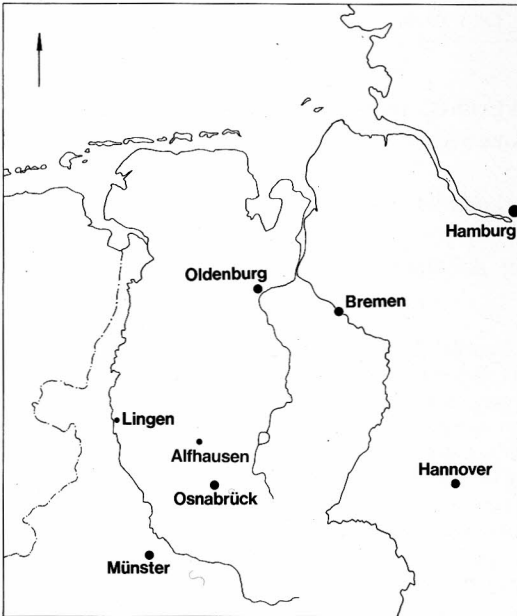 Hamburg
Oldenburg
Bremen
Lingen
Alfhausen
Hannover
Osnabrück
Münster